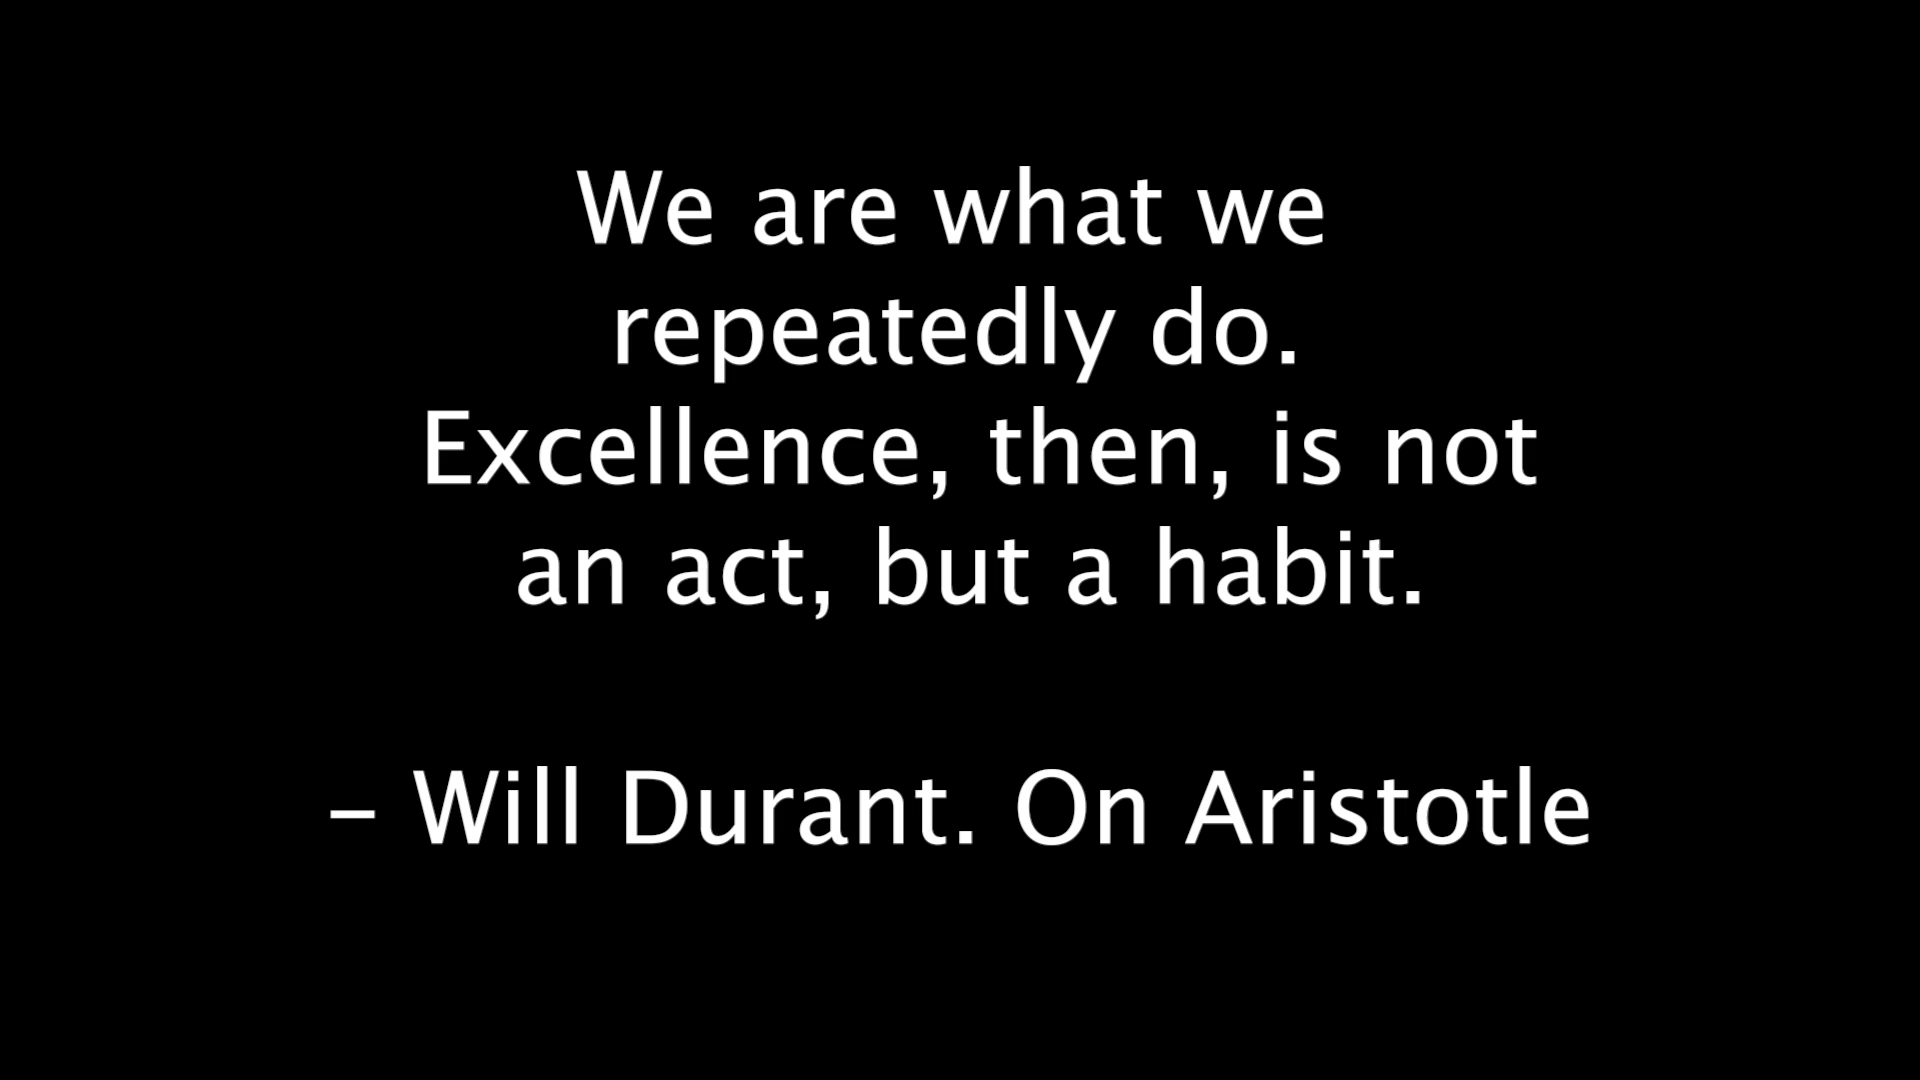 We are what we
repeatedly do.
Excellence, then, is not
an act, but a habit.
– Will Durant. On Aristotle